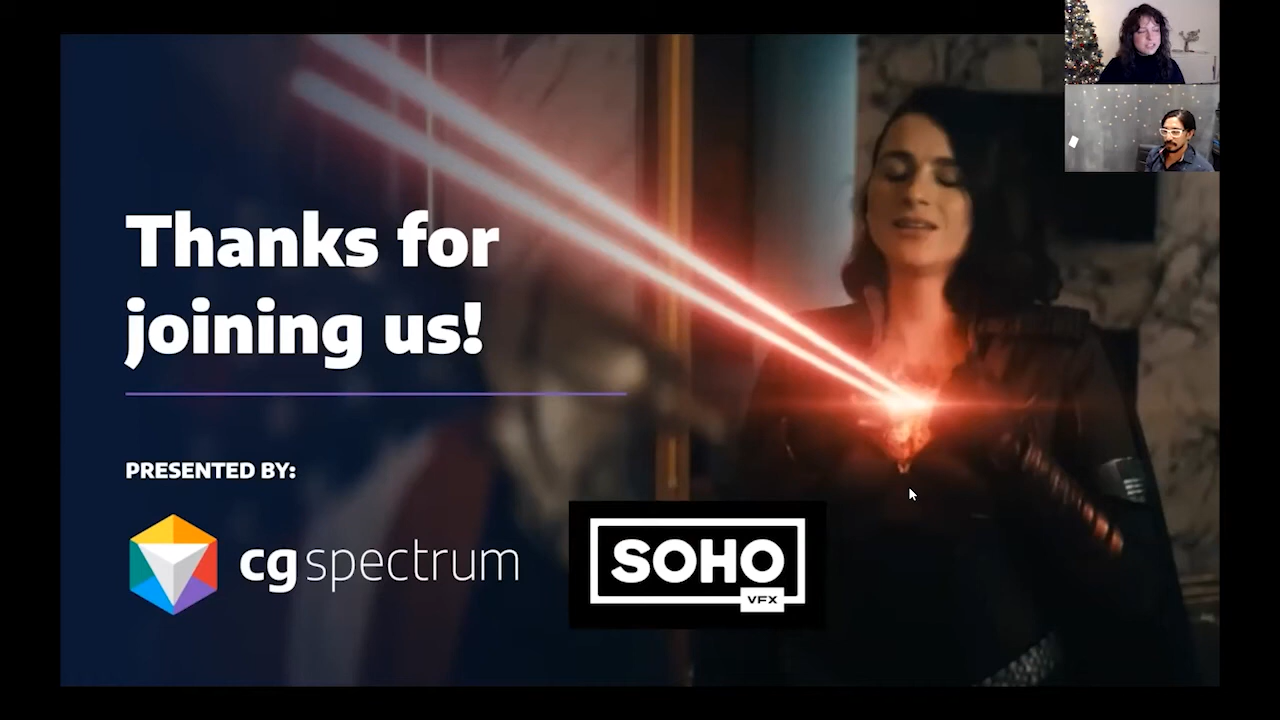 Thanks for
joining us!
PRESENTED BY:
cg spectrum
SOHO
VFX